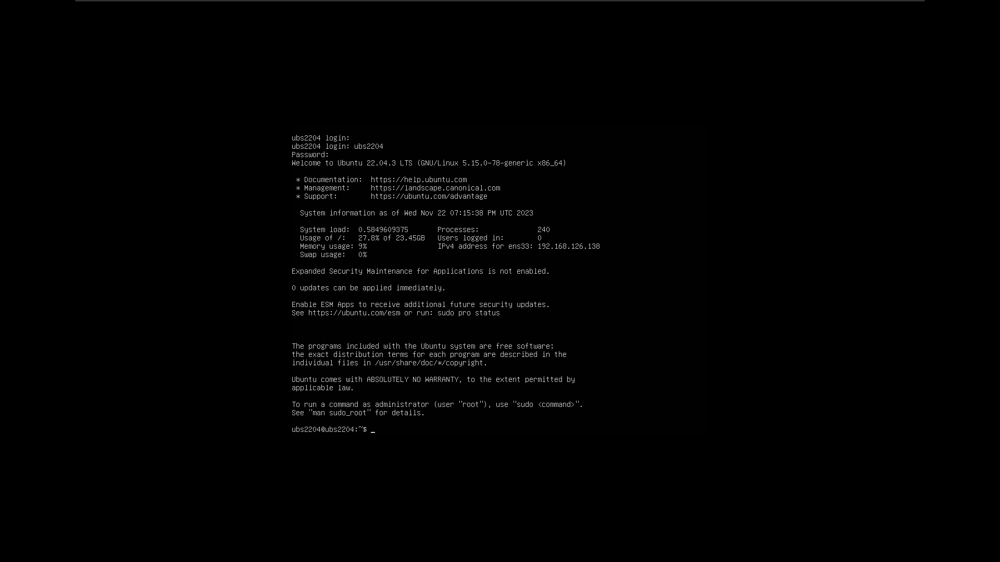 ubs2204 login:
ubs2204 login: ubs2204
Password:
Welcome to Ubuntu 22.04.3 LTS (GNU/Linux 5.15.0-78-generic x86_64)
 * Documentation:  https://help.ubuntu.com
 * Management:     https://landscape.canonical.com
 * Support:        https://ubuntu.com/advantage
  System information as of Wed Nov 22 07:15:38 PM UTC 2023
  System load:  0.5849609375       Processes:              240
  Usage of /:   27.8% of 23.45GB   Users logged in:        0
  Memory usage: 9%                 IPv4 address for ens33: 192.168.126.138
  Swap usage:   0%
Expanded Security Maintenance for Applications is not enabled.
0 updates can be applied immediately.
Enable ESM Apps to receive additional future security updates.
See https://ubuntu.com/esm or run: sudo pro status
The programs included with the Ubuntu system are free software;
the exact distribution terms for each program are described in the
individual files in /usr/share/doc/*/copyright.
Ubuntu comes with ABSOLUTELY NO WARRANTY, to the extent permitted by
applicable law.
To run a command as administrator (user "root"), use "sudo <command>".
See "man sudo_root" for details.
ubs2204@ubs2204:~$ _